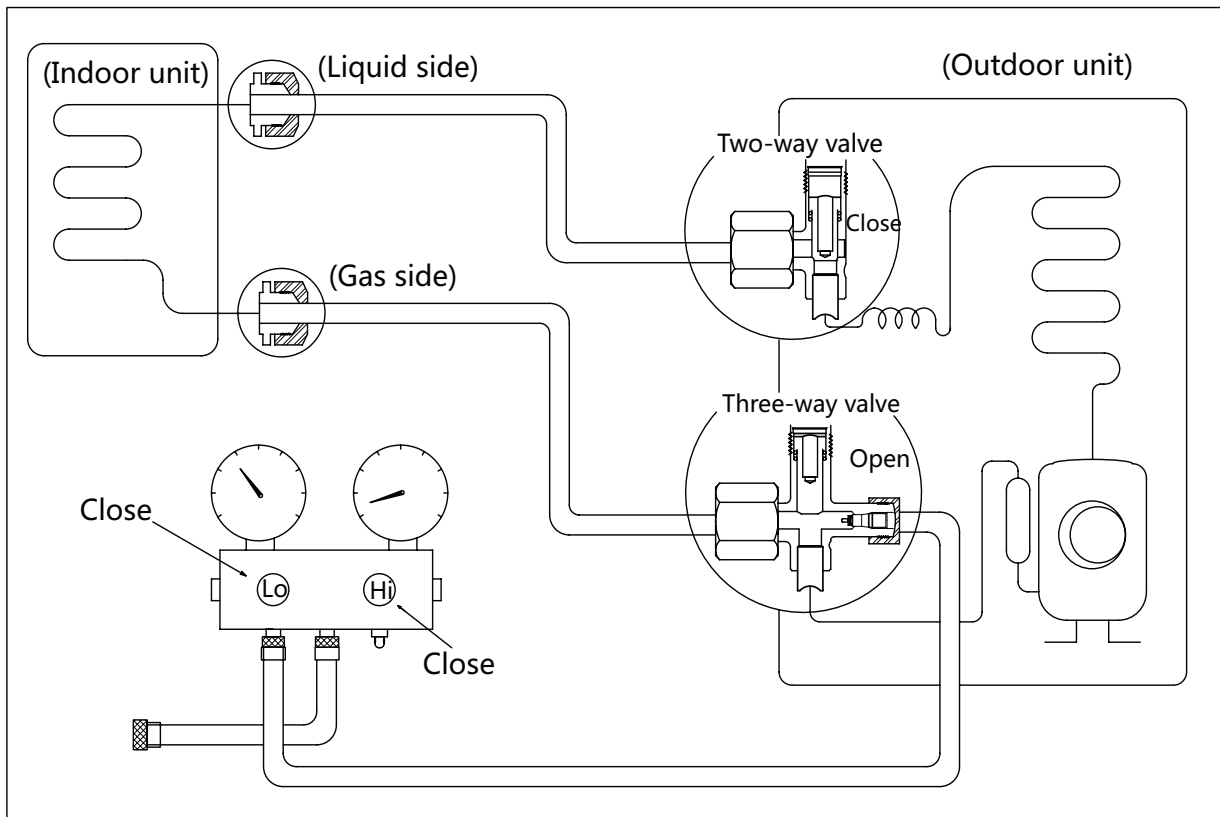 (Indoor unit)
(Liquid side)
(Outdoor unit)
Two-way valve
Close
(Gas side)
Three-way valve
Open
Close
Lo
Hi
Close